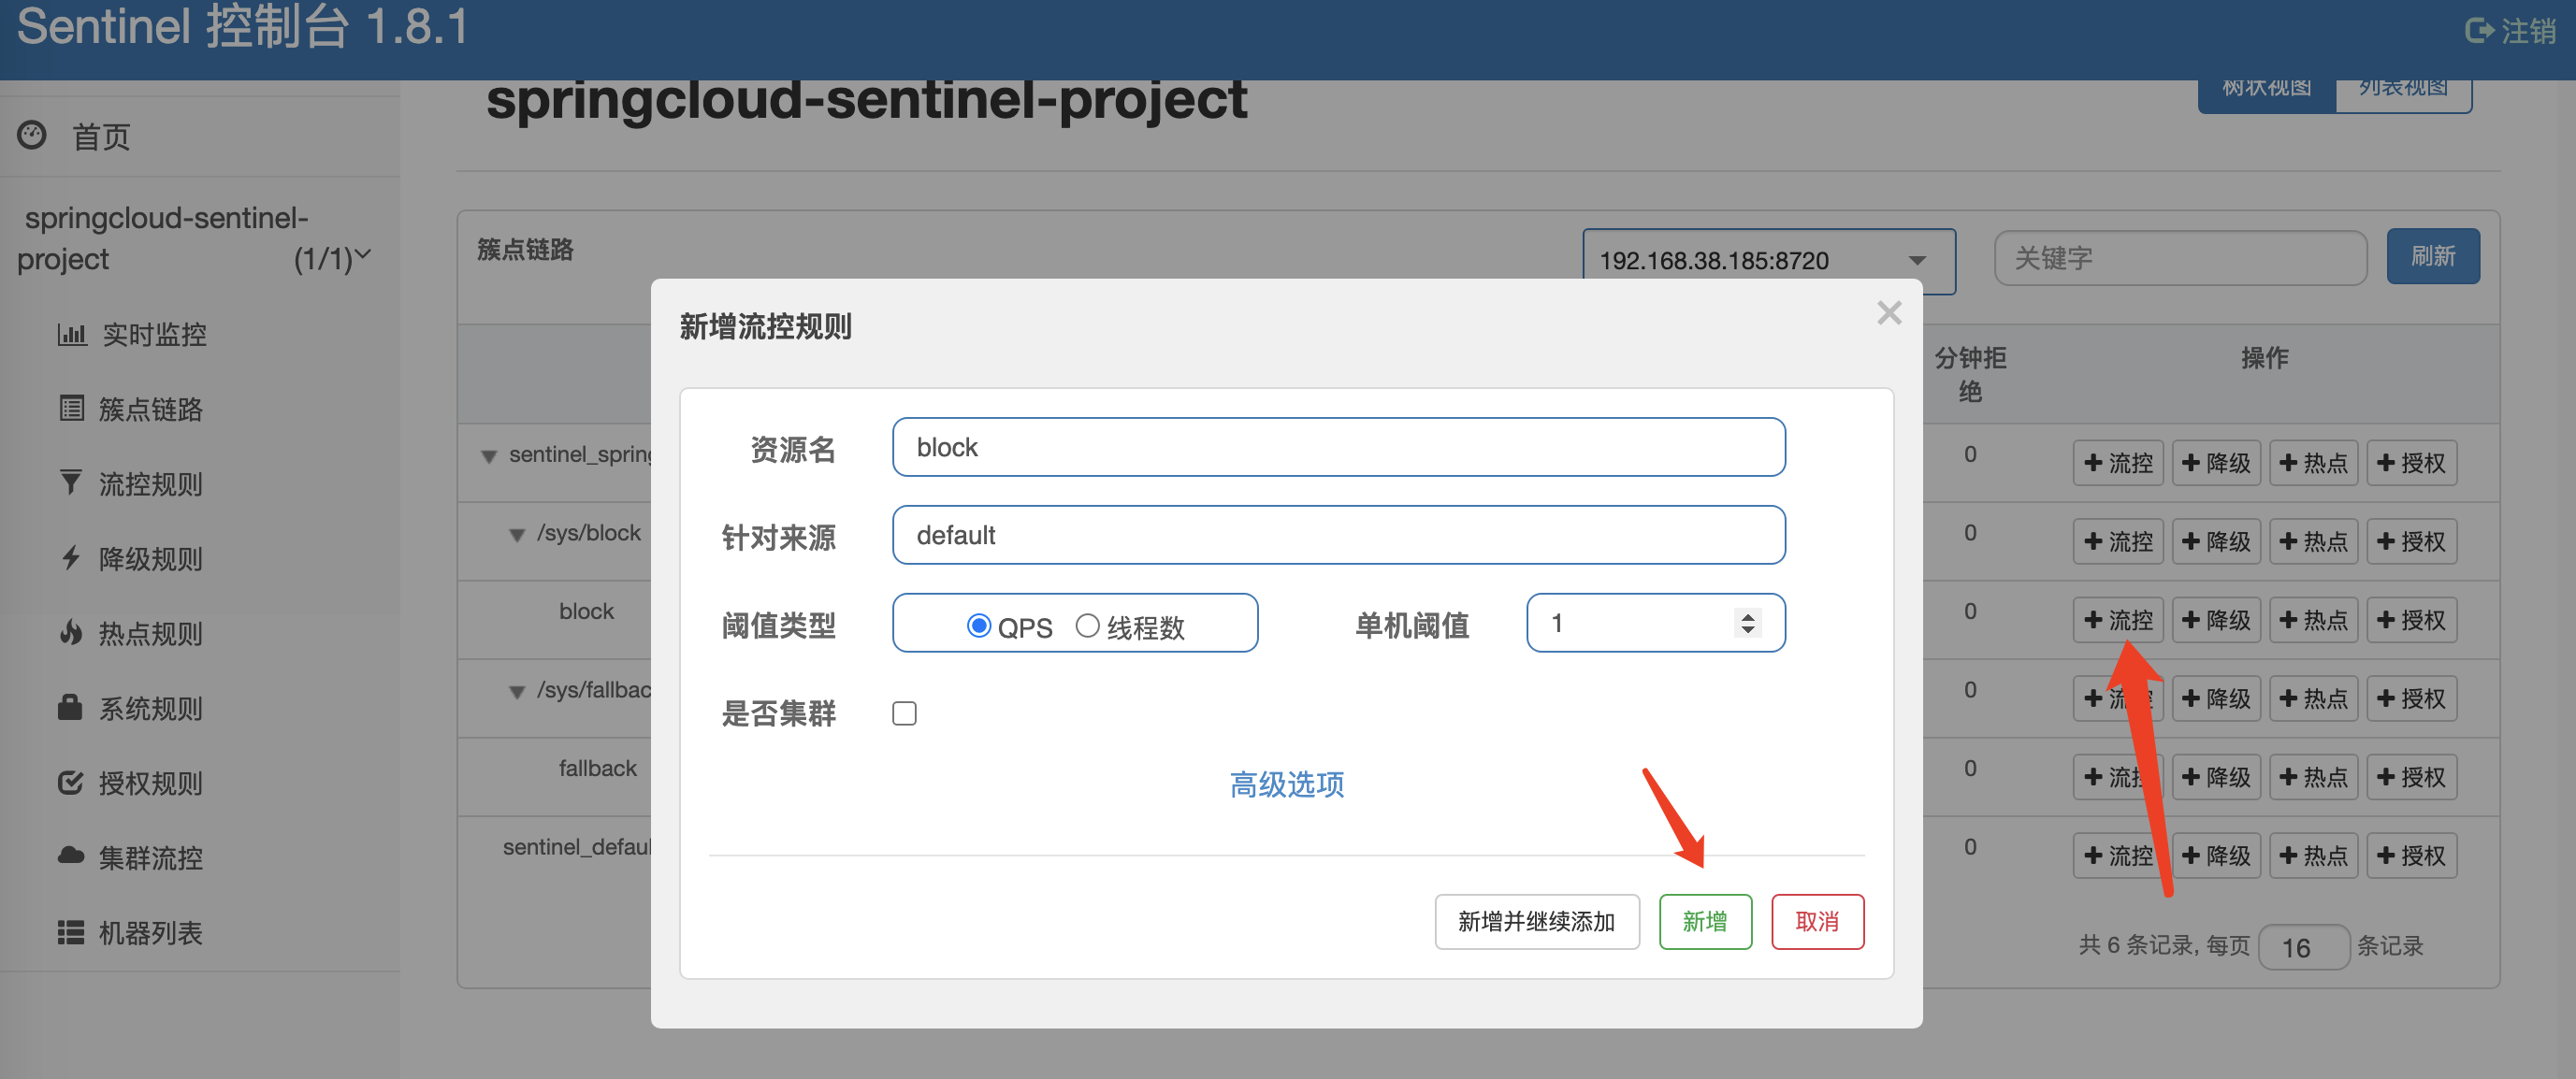 Sentinel 控制台 1.8.1
注销
springcloud-sentinel-project
树状视图
列表视图
首页
springcloud-sentinel-
project
(1/1)
实时监控
簇点链路
流控规则
降级规则
热点规则
系统规则
授权规则
集群流控
机器列表
簇点链路
192.168.38.185:8720
关键字
刷新
分钟拒
绝
操作
sentinel_spring
0
流控
降级
热点
授权
/sys/block
0
流控
降级
热点
授权
block
0
流控
降级
热点
授权
/sys/fallbac
0
流控
降级
热点
授权
fallback
0
流控
降级
热点
授权
sentinel_defaul
0
流控
降级
热点
授权
共 6 条记录, 每页 16 条记录
新增流控规则
×
资源名
block
针对来源
default
阈值类型
QPS
线程数
单机阈值
1
是否集群
高级选项
新增并继续添加
新增
取消